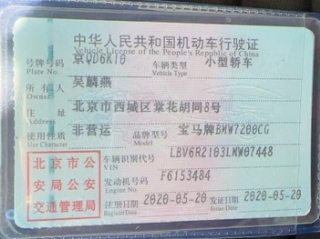 中华人民共和国机动车行驶证
Vehicle License of the People's Republic of China
号牌号码 京QD6K10 车辆类型 小型轿车
Plate No. Vehicle Type
所有人 吴麟燕
Owner
住址 北京市西城区棠花胡同8号
Address
使用性质 非营运 品牌型号 宝马牌BMW7200CG
Use Character Model
北京市公
安局公安
交通管理局
车辆识别代号 LBV6R2103LMW07448
VIN
发动机号码 F6153484
Engine No.
注册日期 2020-05-20 发证日期 2020-05-20
Register Date Issue Date